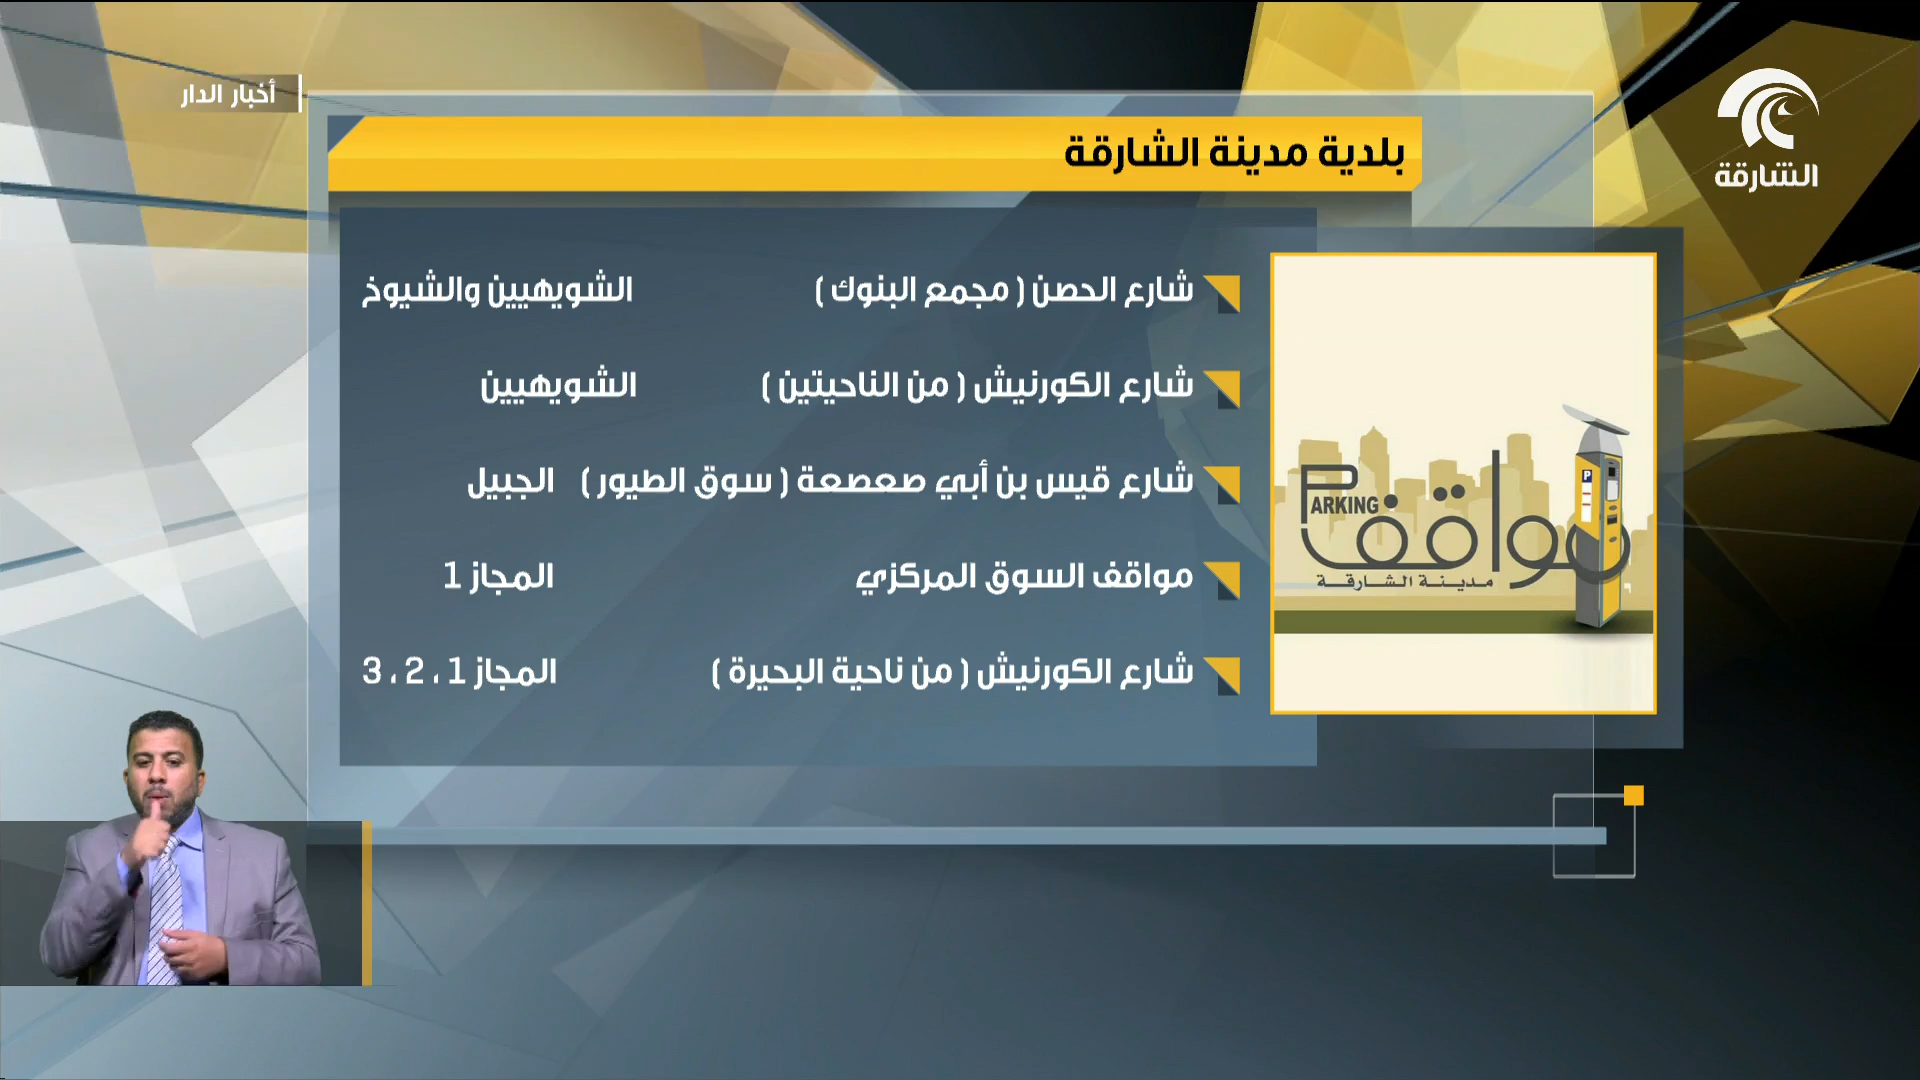 أخبار الدار
الشارقة
بلدية مدينة الشارقة
شارع الحصن ( مجمع البنوك ) الشويهيين والشيوخ
شارع الكورنيش ( من الناحيتين ) الشويهيين
شارع قيس بن أبي صعصعة ( سوق الطيور ) الجبيل
مواقف السوق المركزي المجاز 1
شارع الكورنيش ( من ناحية البحيرة ) المجاز 1 ، 2 ، 3
P
PARKING مواقف
مدينة الشارقة